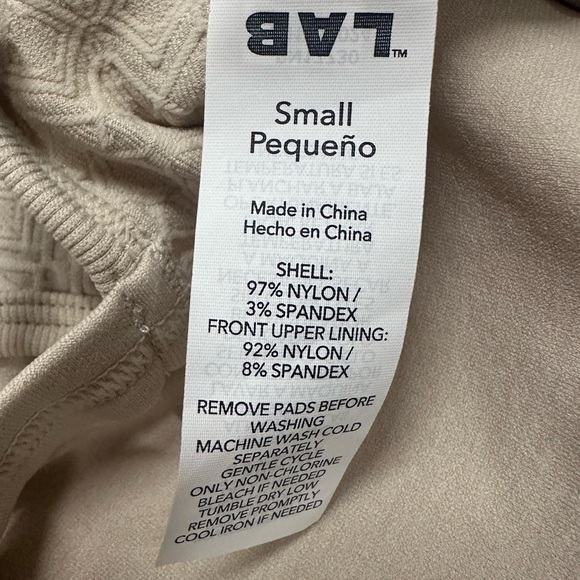 LAB™
Small
Pequeño
Made in China
Hecho en China
SHELL:
97% NYLON /
3% SPANDEX
FRONT UPPER LINING:
92% NYLON /
8% SPANDEX
REMOVE PADS BEFORE
WASHING
MACHINE WASH COLD
SEPARATELY
GENTLE CYCLE
ONLY NON-CHLORINE
BLEACH IF NEEDED
TUMBLE DRY LOW
REMOVE PROMPTLY
COOL IRON IF NEEDED